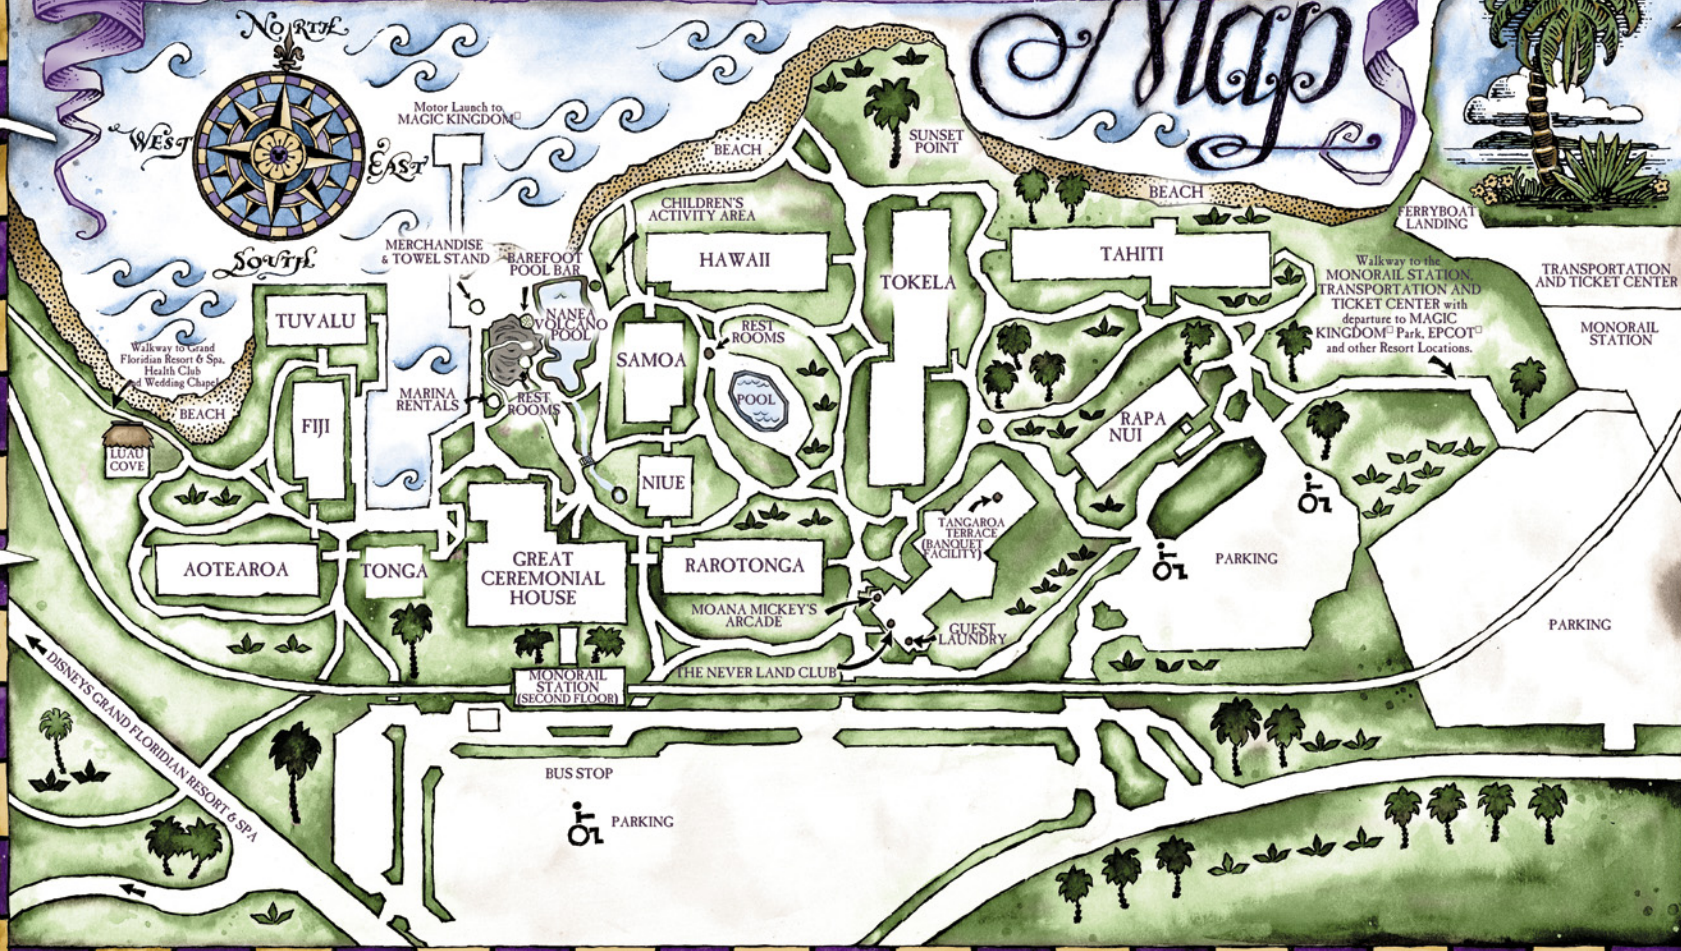 Map
NORTH
WEST
EAST
SOUTH
Motor Launch to
MAGIC KINGDOM
BEACH
SUNSET
POINT
BEACH
FERRYBOAT
LANDING
CHILDREN'S
ACTIVITY AREA
MERCHANDISE
& TOWEL STAND
BAREFOOT
POOL BAR
HAWAII
TOKELA
TAHITI
Walkway to the
MONORAIL STATION,
TRANSPORTATION AND
TICKET CENTER with
departure to MAGIC
KINGDOM Park, EPCOT
and other Resort Locations.
TRANSPORTATION
AND TICKET CENTER
MONORAIL
STATION
TUVALU
NANEA
VOLCANO
POOL
REST
ROOMS
SAMOA
Walkway to Grand
Floridian Resort & Spa,
Health Club
nd Wedding Chapel
BEACH
MARINA
RENTALS
REST
ROOMS
POOL
FIJI
RAPA
NUI
LUAU
COVE
NIUE
TANGAROA
TERRACE
(BANQUET
FACILITY)
AOTEAROA
TONGA
GREAT
CEREMONIAL
HOUSE
RAROTONGA
PARKING
MOANA MICKEY'S
ARCADE
GUEST
LAUNDRY
PARKING
THE NEVER LAND CLUB
MONORAIL
STATION
(SECOND FLOOR)
DISNEY'S GRAND FLORIDIAN RESORT & SPA
BUS STOP
PARKING